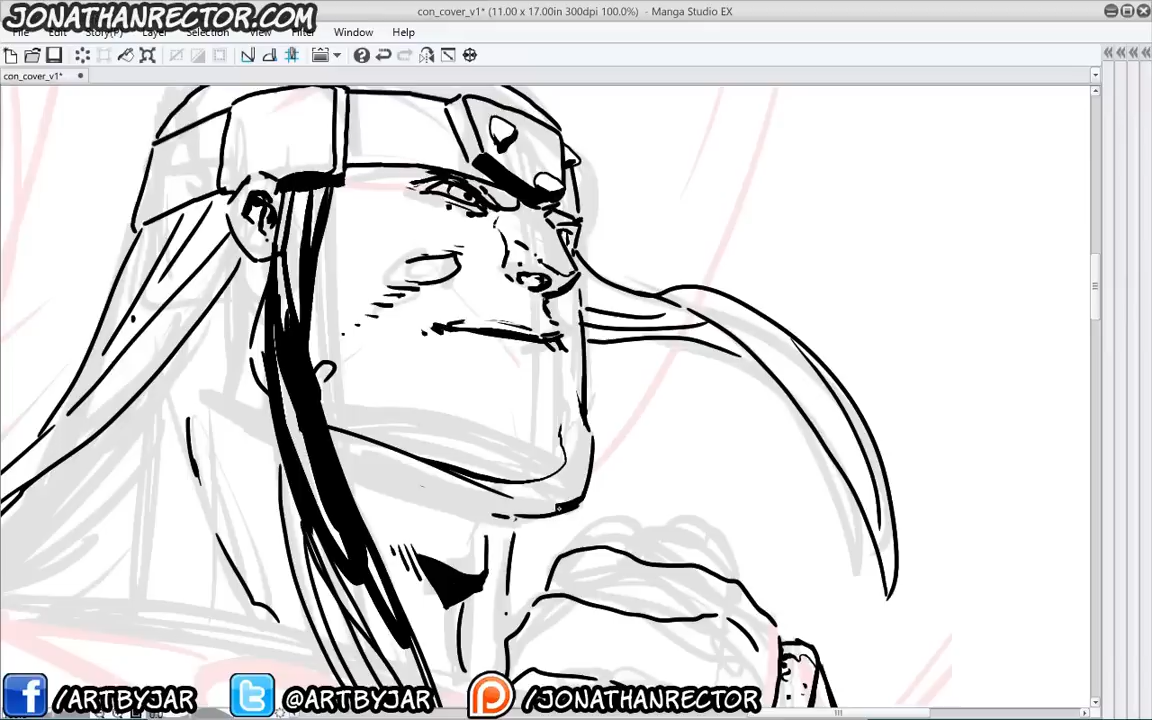 JONATHANRECTOR.COM
con_cover_v1* (11.00 x 17.00in 300dpi 100.0%) - Manga Studio EX
File Edit Story(P) Layer Selection View Filter Window Help
con_cover_v1*
/ARTBYJAR @ARTBYJAR /JONATHANRECTOR